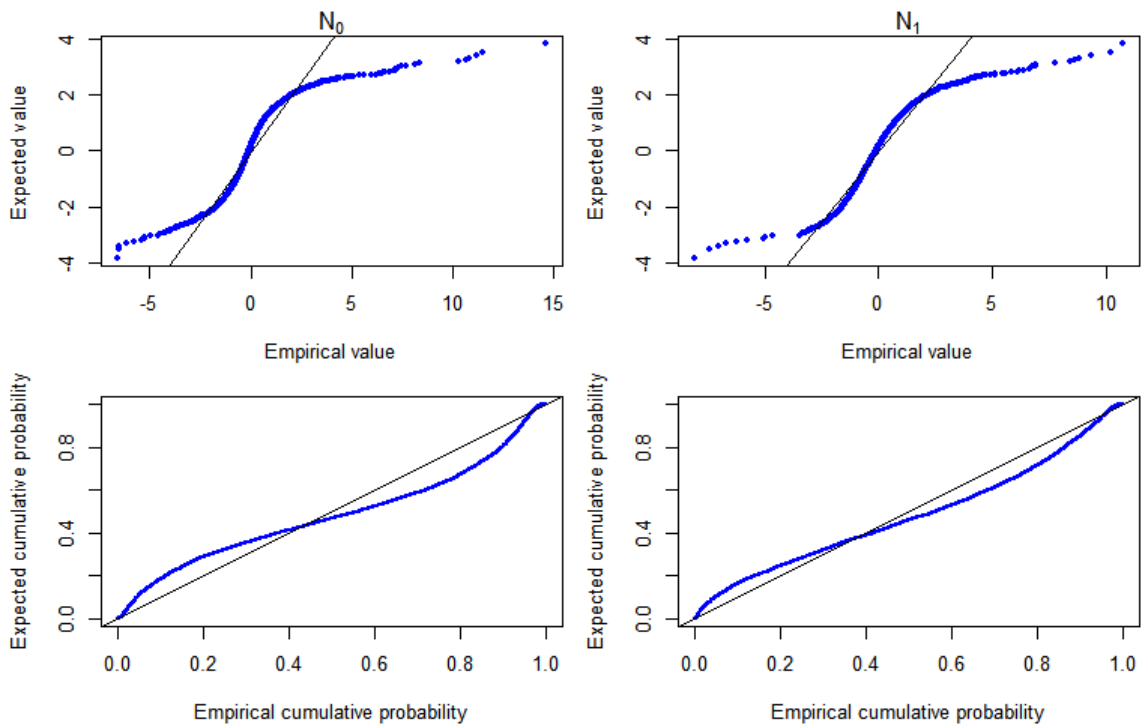 N₀
Expected value
4
2
0
-2
-4
-5 0 5 10 15
Empirical value
N₁
Expected value
4
2
0
-2
-4
-5 0 5 10
Empirical value
Expected cumulative probability
0.8
0.4
0.0
0.0 0.2 0.4 0.6 0.8 1.0
Empirical cumulative probability
Expected cumulative probability
0.8
0.4
0.0
0.0 0.2 0.4 0.6 0.8 1.0
Empirical cumulative probability